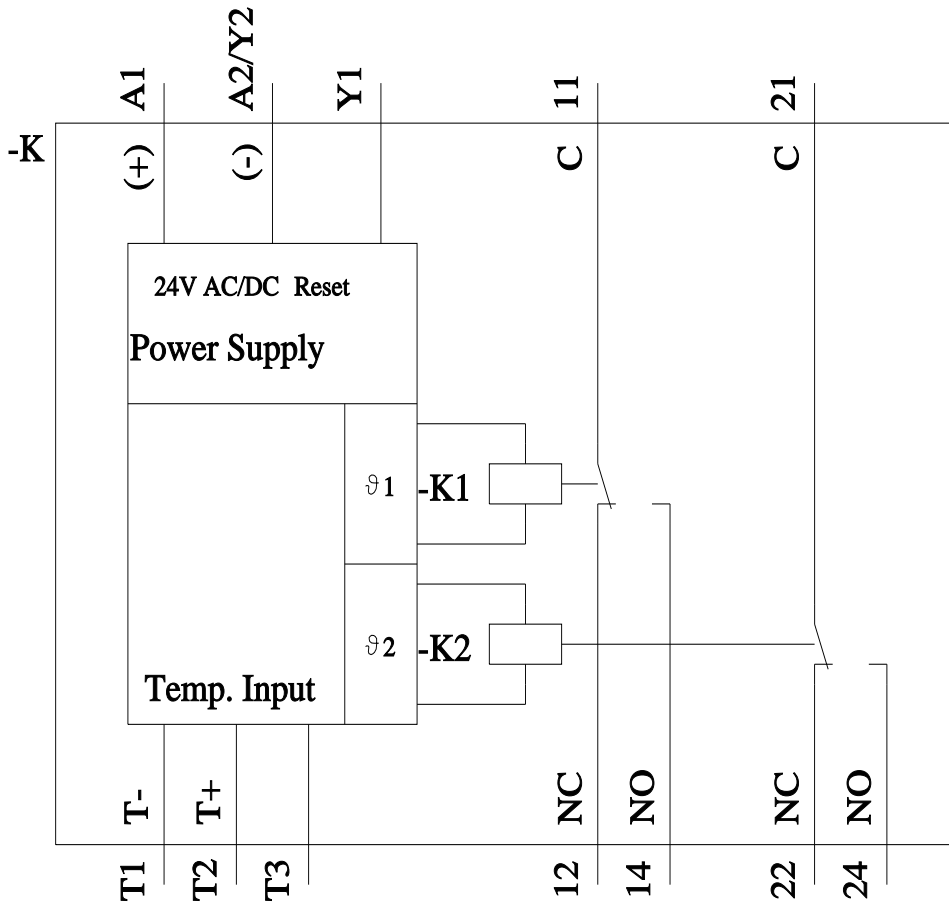 A1
A2/Y2
Y1
11
21
-K
(+)
(-)
C
C
24V AC/DC Reset
Power Supply
ϑ1
-K1
ϑ2
-K2
Temp. Input
T-
T+
NC
NO
NC
NO
T1
T2
T3
12
14
22
24